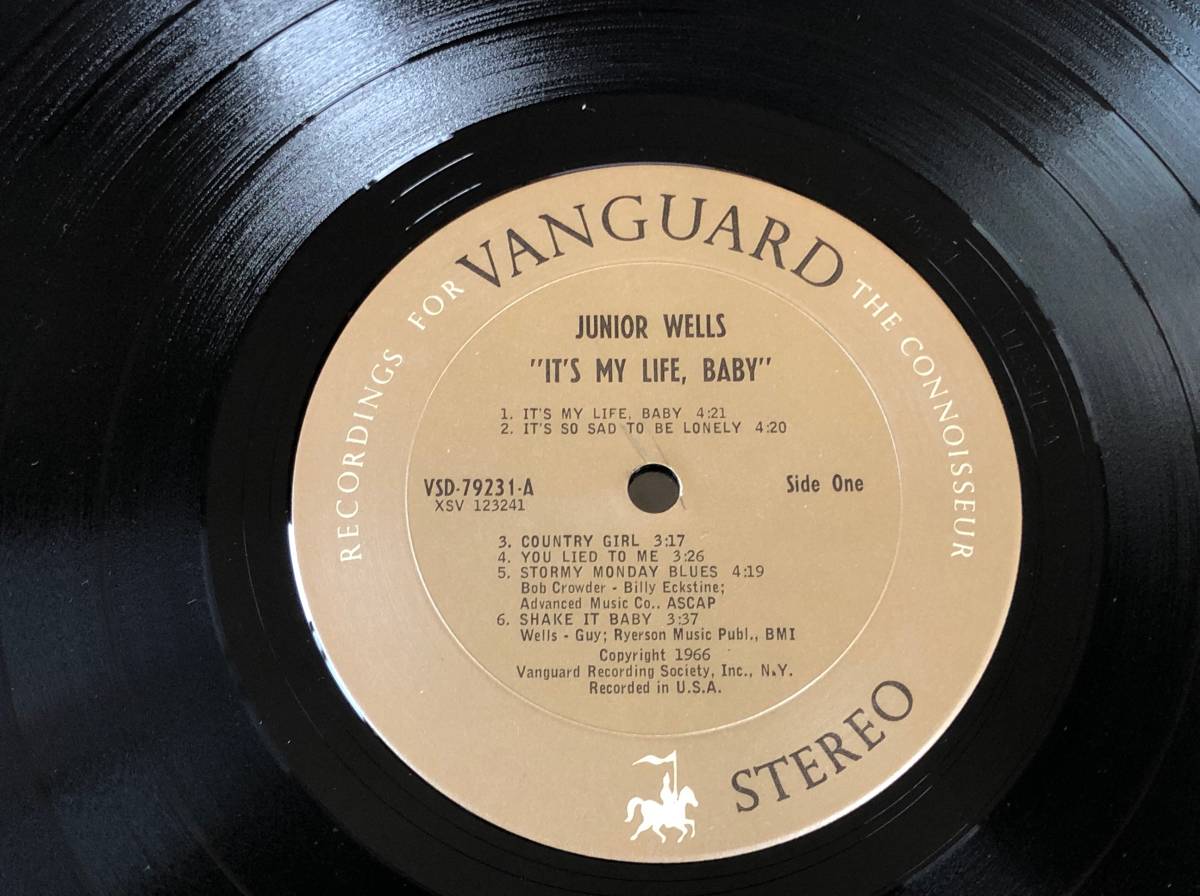 RECORDINGS FOR VANGUARD THE CONNOISSEUR
JUNIOR WELLS
"IT'S MY LIFE, BABY"
1. IT'S MY LIFE, BABY 4:21
2. IT'S SO SAD TO BE LONELY 4:20
VSD-79231-A
XSV 123241
Side One
3. COUNTRY GIRL 3:17
4. YOU LIED TO ME 3:26
5. STORMY MONDAY BLUES 4:19
Bob Crowder - Billy Eckstine;
Advanced Music Co., ASCAP
6. SHAKE IT BABY 3:37
Wells - Guy; Ryerson Music Publ., BMI
Copyright 1966
Vanguard Recording Society, Inc., N.Y.
Recorded in U.S.A.
STEREO